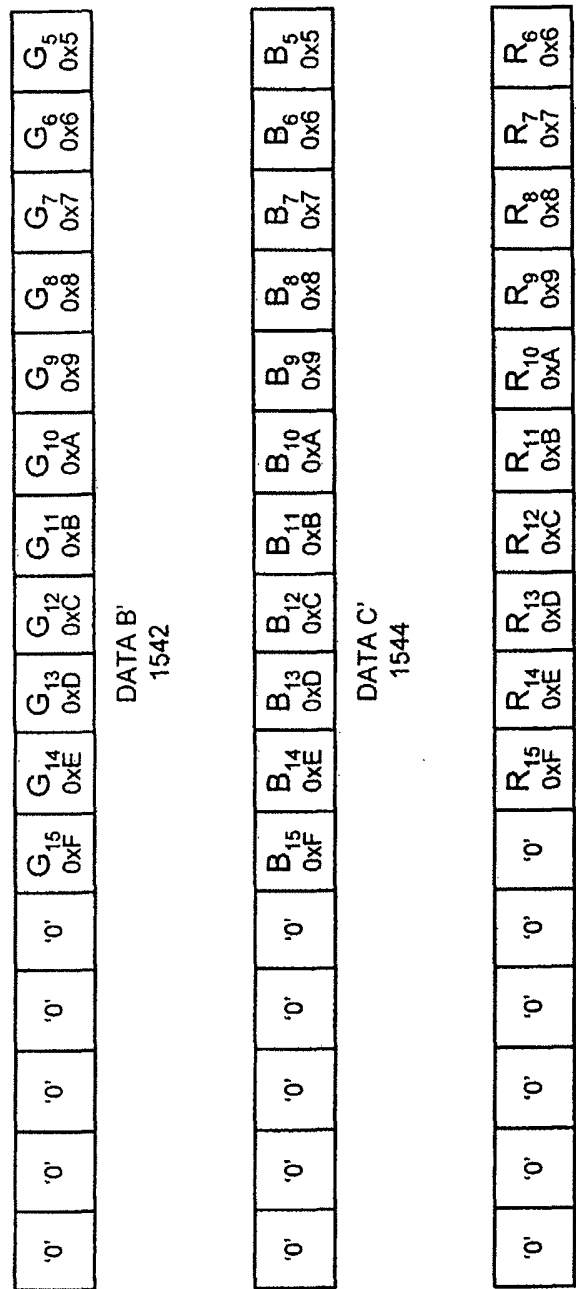 '0' '0' '0' '0' '0' G₁₅ G₁₄ G₁₃ G₁₂ G₁₁ G₁₀ G₉ G₈ G₇ G₆ G₅
0xF 0xE 0xD 0xC 0xB 0xA 0x9 0x8 0x7 0x6 0x5
DATA B'
1542
'0' '0' '0' '0' '0' B₁₅ B₁₄ B₁₃ B₁₂ B₁₁ B₁₀ B₉ B₈ B₇ B₆ B₅
0xF 0xE 0xD 0xC 0xB 0xA 0x9 0x8 0x7 0x6 0x5
DATA C'
1544
'0' '0' '0' '0' '0' '0' R₁₅ R₁₄ R₁₃ R₁₂ R₁₁ R₁₀ R₉ R₈ R₇ R₆
0xF 0xE 0xD 0xC 0xB 0xA 0x9 0x8 0x7 0x6